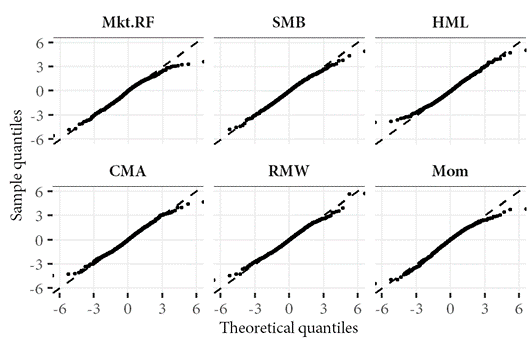 Mkt.RF SMB HML
6
3
0
-3
-6
CMA RMW Mom
6
3
0
-3
-6
-6 -3 0 3 6 -6 -3 0 3 6 -6 -3 0 3 6
Sample quantiles
Theoretical quantiles